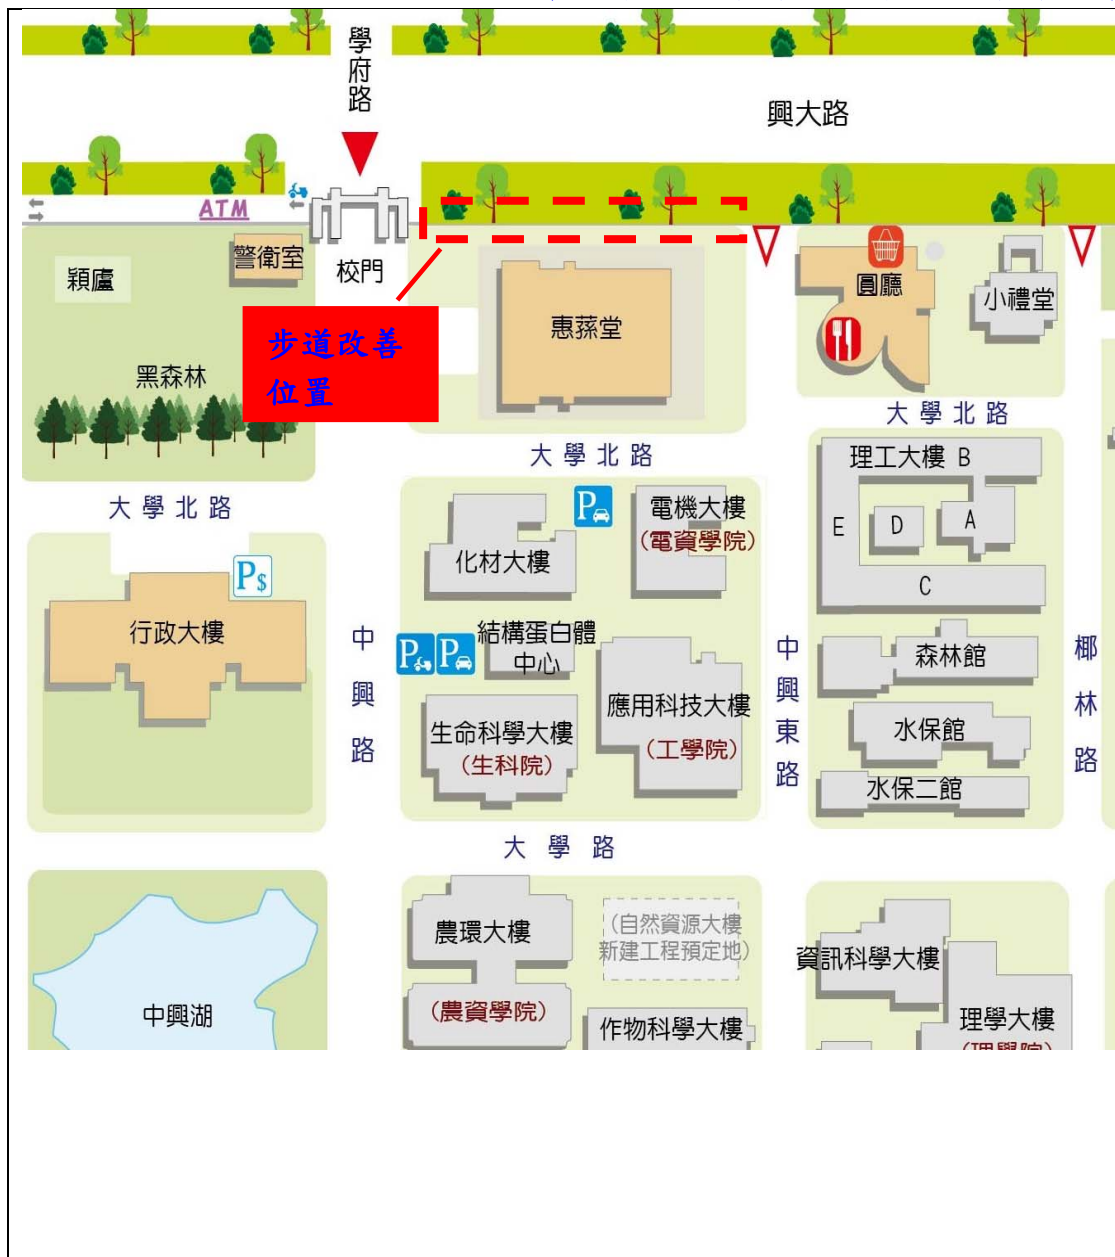 學府路
興大路
ATM
警衛室
校門
穎廬
圓廳
小禮堂
惠蓀堂
步道改善
位置
黑森林
大學北路
大學北路
大學北路
理工大樓 B
E
D
A
C
P
電機大樓
(電資學院)
化材大樓
P$
行政大樓
中興路
P
P
結構蛋白體
中心
中興東路
森林館
椰林路
應用科技大樓
(工學院)
生命科學大樓
(生科院)
水保館
水保二館
大學路
農環大樓
(農資學院)
(自然資源大樓
新建工程預定地)
作物科學大樓
資訊科學大樓
理學大樓
(理學院)
中興湖